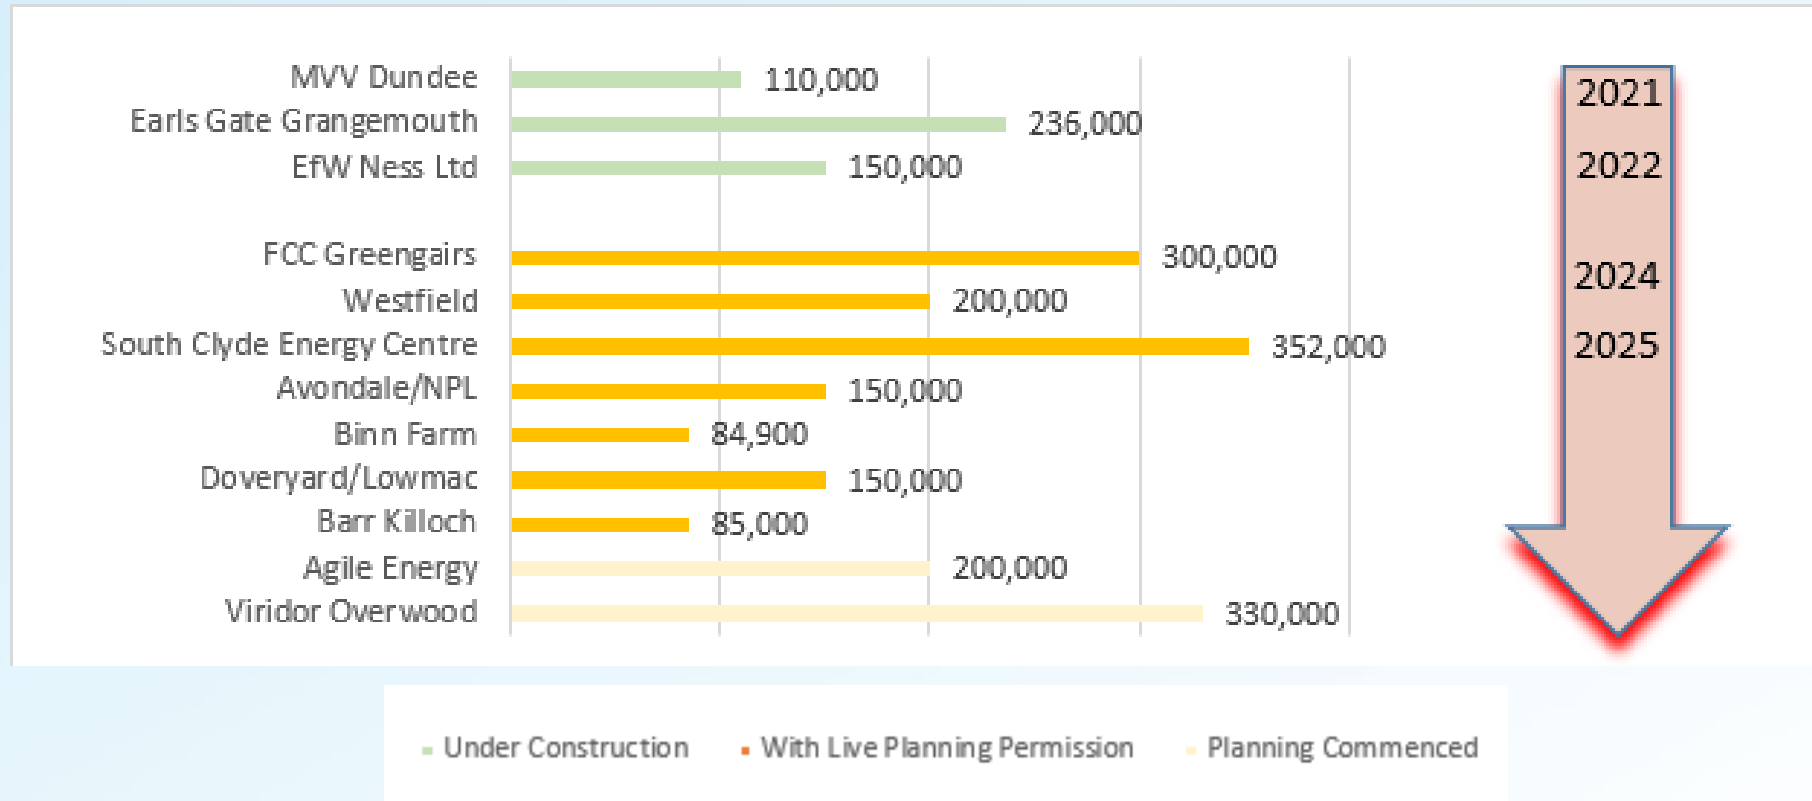 MVV Dundee 110,000
Earls Gate Grangemouth 236,000
EfW Ness Ltd 150,000
FCC Greengairs 300,000
Westfield 200,000
South Clyde Energy Centre 352,000
Avondale/NPL 150,000
Binn Farm 84,900
Doveryard/Lowmac 150,000
Barr Killoch 85,000
Agile Energy 200,000
Viridor Overwood 330,000
2021
2022
2024
2025
Under Construction With Live Planning Permission Planning Commenced